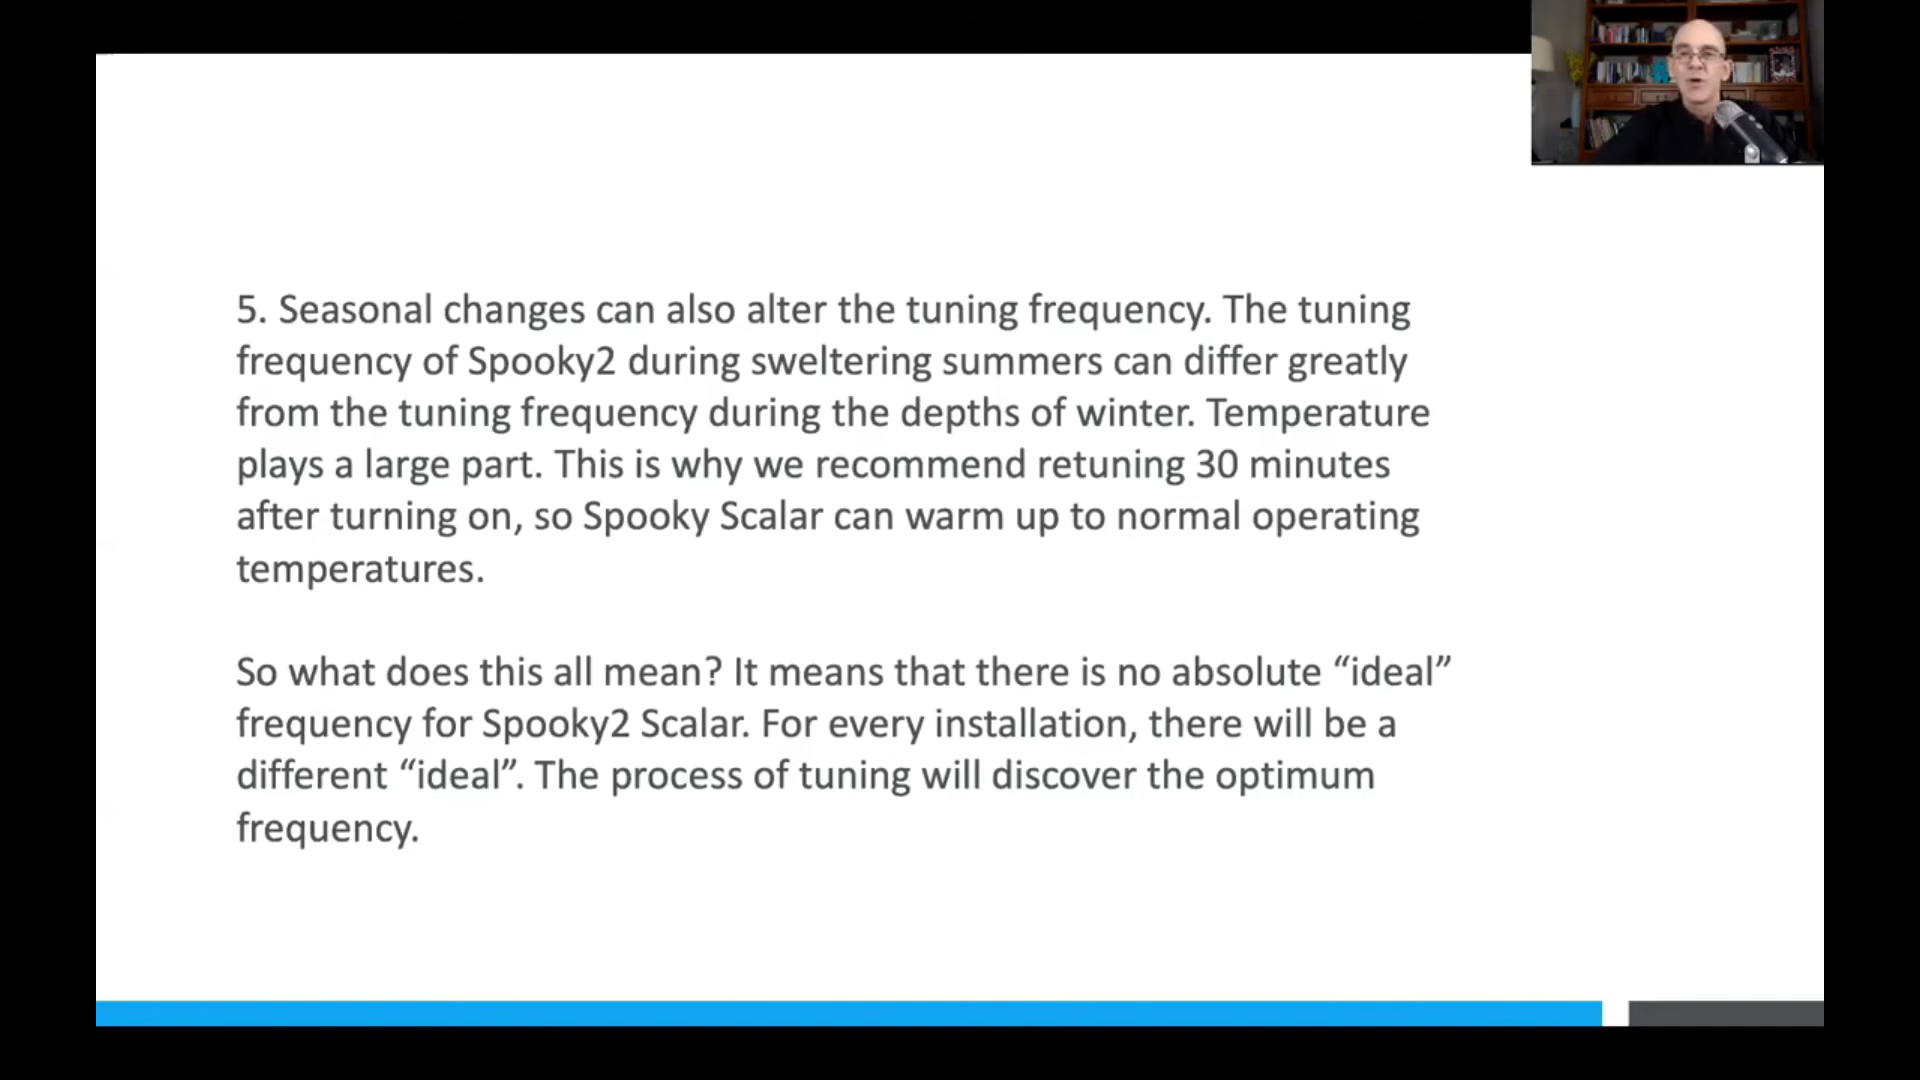 5. Seasonal changes can also alter the tuning frequency. The tuning
frequency of Spooky2 during sweltering summers can differ greatly
from the tuning frequency during the depths of winter. Temperature
plays a large part. This is why we recommend retuning 30 minutes
after turning on, so Spooky Scalar can warm up to normal operating
temperatures.
So what does this all mean? It means that there is no absolute “ideal”
frequency for Spooky2 Scalar. For every installation, there will be a
different “ideal”. The process of tuning will discover the optimum
frequency.